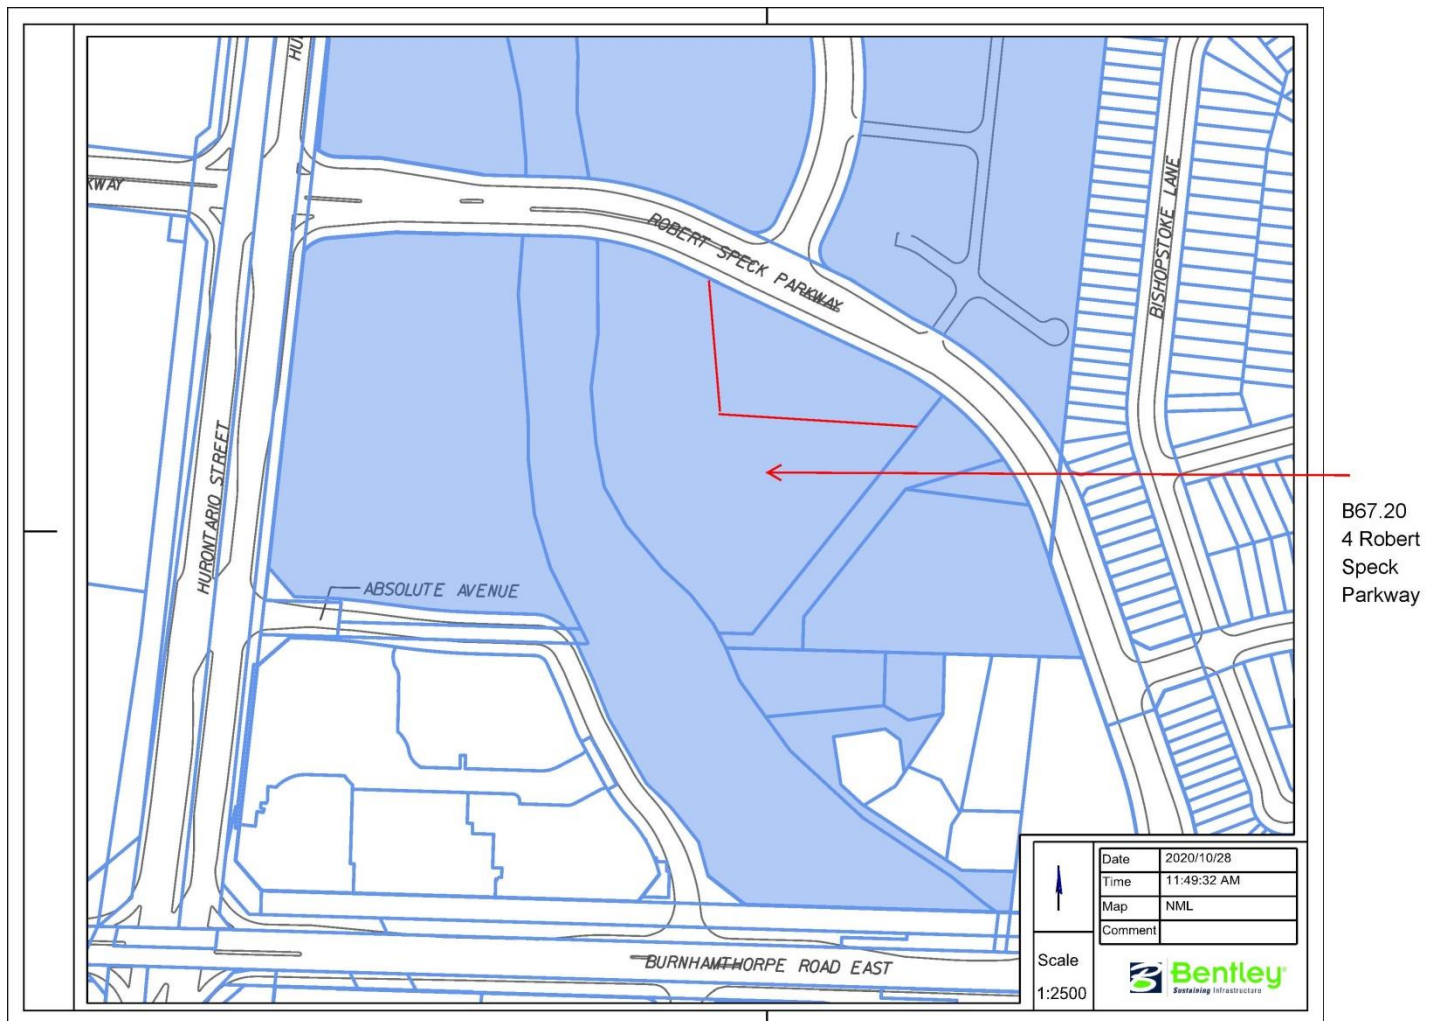 HU
KWAY
ROBERT SPECK PARKWAY
BISHOPSTOKE LANE
HURONTARIO STREET
ABSOLUTE AVENUE
B67.20
4 Robert
Speck
Parkway
BURNHAMTHORPE ROAD EAST
Date 2020/10/28
Time 11:49:32 AM
Map NML
Comment
Scale
1:2500
Bentley
Sustaining Infrastructure